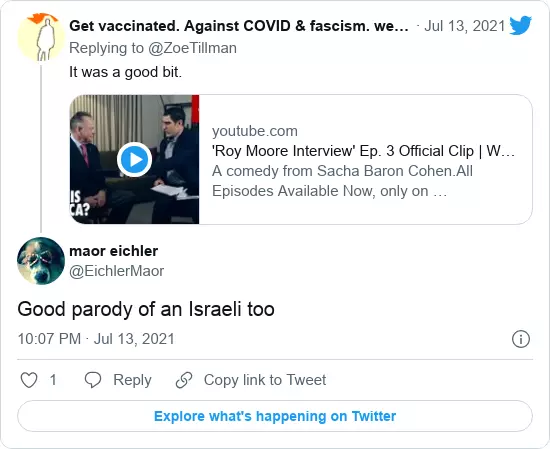 Get vaccinated. Against COVID & fascism. we... · Jul 13, 2021
Replying to @ZoeTillman
It was a good bit.
youtube.com
'Roy Moore Interview' Ep. 3 Official Clip | W...
A comedy from Sacha Baron Cohen.All
Episodes Available Now, only on …
IS
CA?
maor eichler
@EichlerMaor
Good parody of an Israeli too
10:07 PM · Jul 13, 2021
1 Reply Copy link to Tweet
Explore what's happening on Twitter